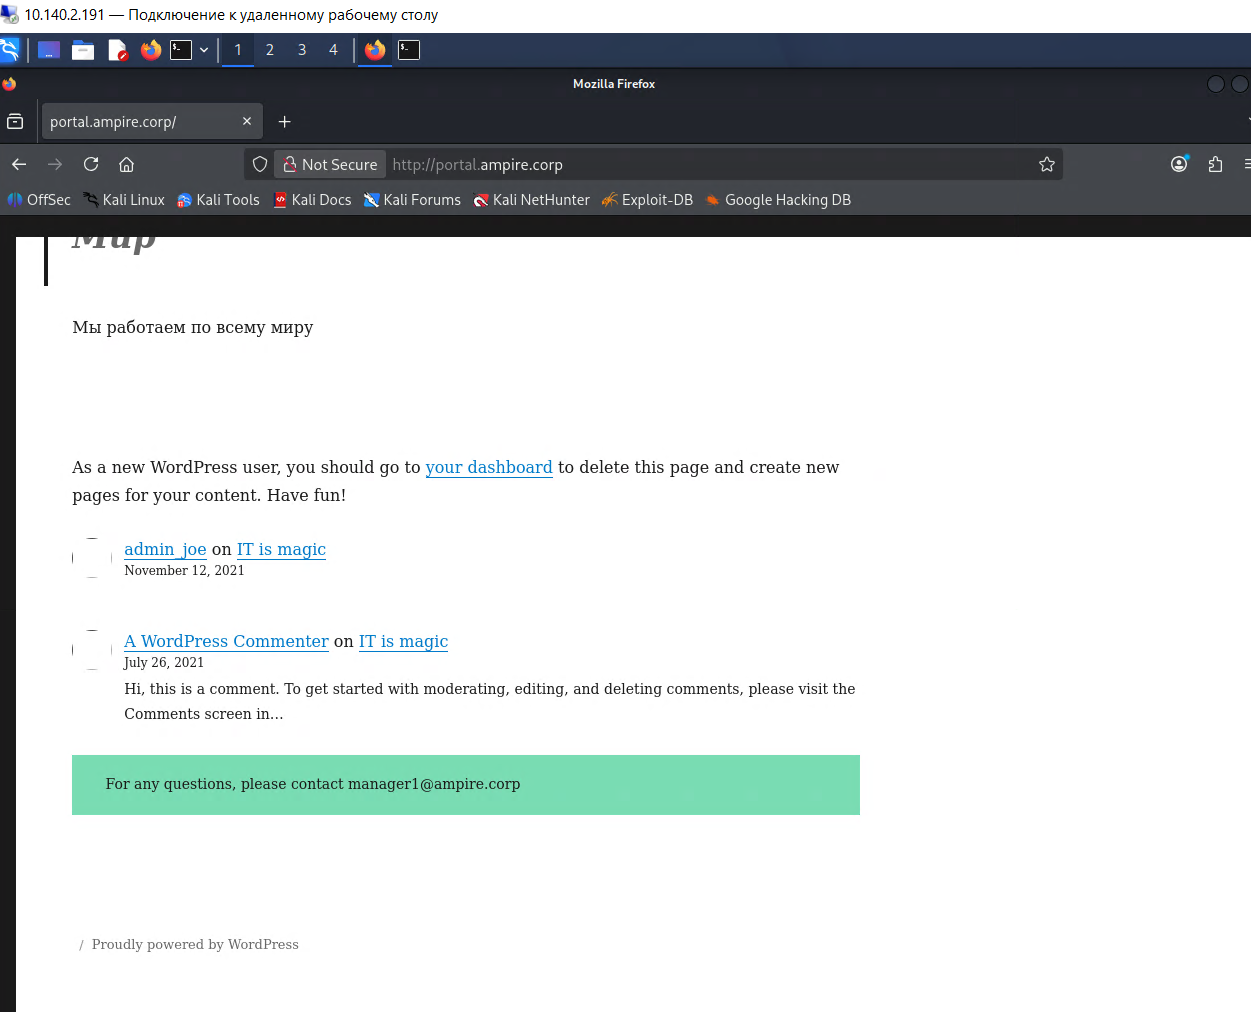 10.140.2.191 — Подключение к удаленному рабочему столу
1 2 3 4
Mozilla Firefox
portal.ampire.corp/
Not Secure http://portal.ampire.corp
OffSec Kali Linux Kali Tools Kali Docs Kali Forums Kali NetHunter Exploit-DB Google Hacking DB
Мир
Мы работаем по всему миру
As a new WordPress user, you should go to your dashboard to delete this page and create new
pages for your content. Have fun!
admin_joe on IT is magic
November 12, 2021
A WordPress Commenter on IT is magic
July 26, 2021
Hi, this is a comment. To get started with moderating, editing, and deleting comments, please visit the
Comments screen in…
For any questions, please contact manager1@ampire.corp
/ Proudly powered by WordPress